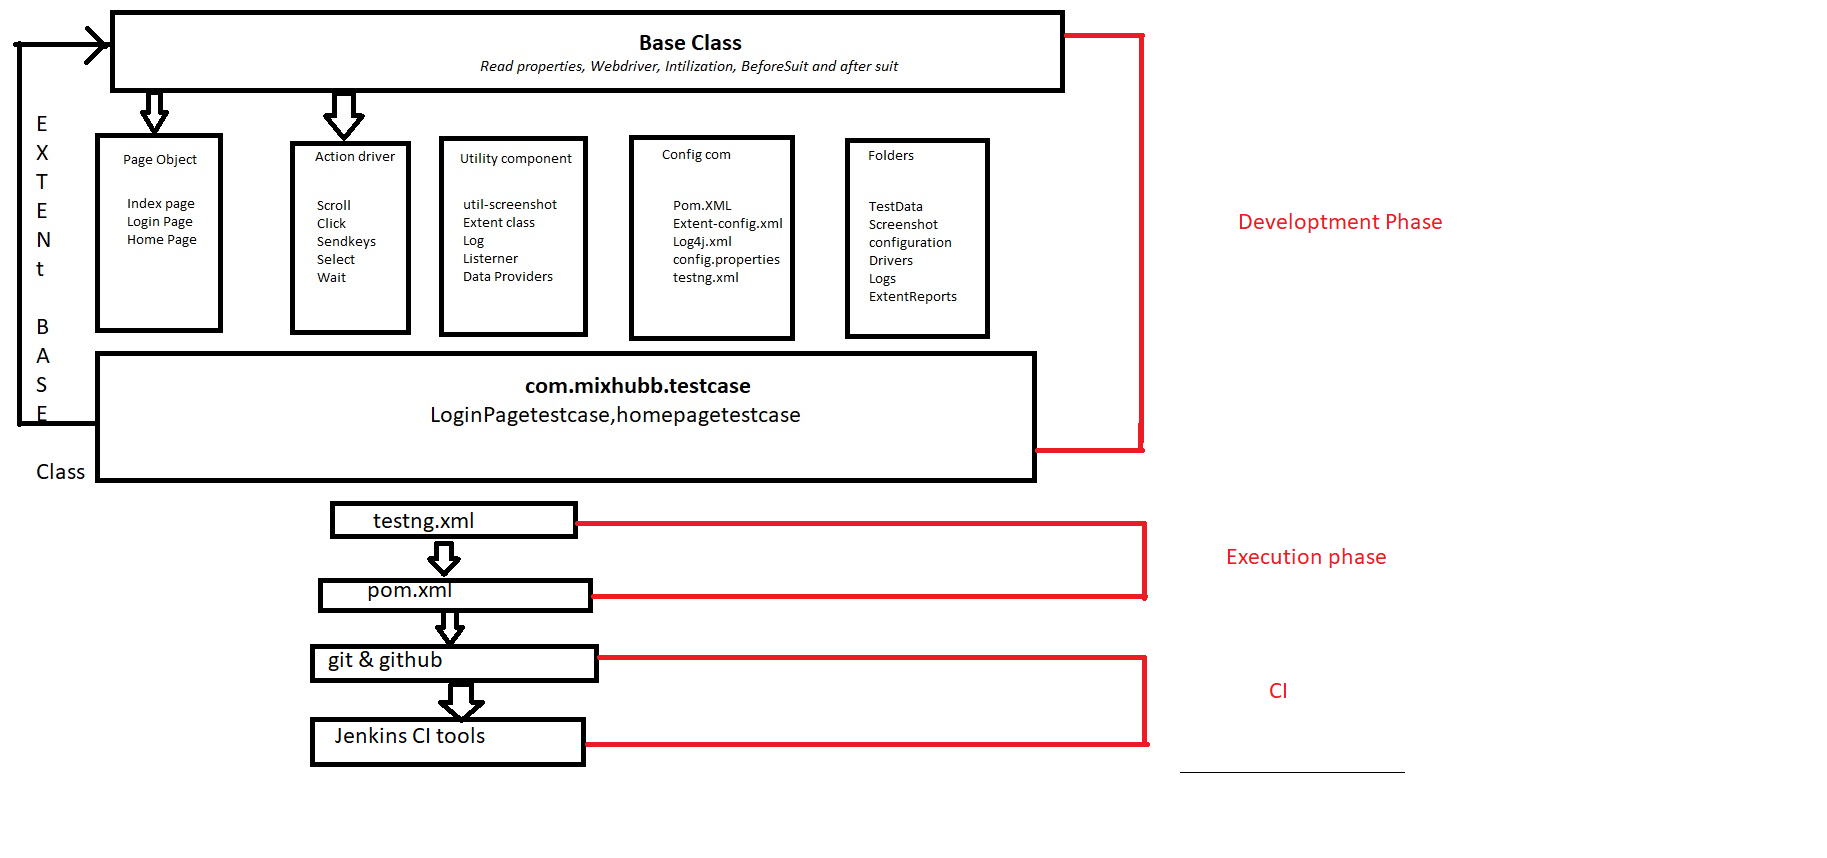 Base Class
Read properties, Webdriver, Intilization, BeforeSuit and after suit
E
X
T
E
N
t
B
A
S
E
Class
Page Object
Index page
Login Page
Home Page
Action driver
Scroll
Click
Sendkeys
Select
Wait
Utility component
util-screenshot
Extent class
Log
Listerner
Data Providers
Config com
Pom.XML
Extent-config.xml
Log4j.xml
config.properties
testng.xml
Folders
TestData
Screenshot
configuration
Drivers
Logs
ExtentReports
Developtment Phase
com.mixhubb.testcase
LoginPagetestcase,homepagetestcase
testng.xml
pom.xml
Execution phase
git & github
Jenkins CI tools
CI